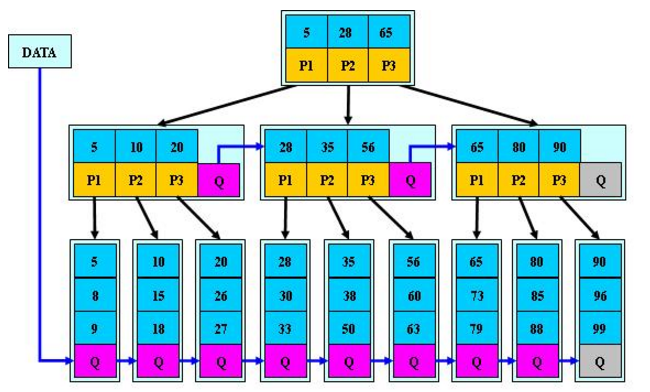 5 28 65
DATA
P1 P2 P3
5 10 20
28 35 56
65 80 90
P1 P2 P3 Q
P1 P2 P3 Q
P1 P2 P3 Q
5 10 20 28 35 56 65 80 90
8 15 26 30 38 60 73 85 96
9 18 27 33 50 63 79 88 99
Q Q Q Q Q Q Q Q Q